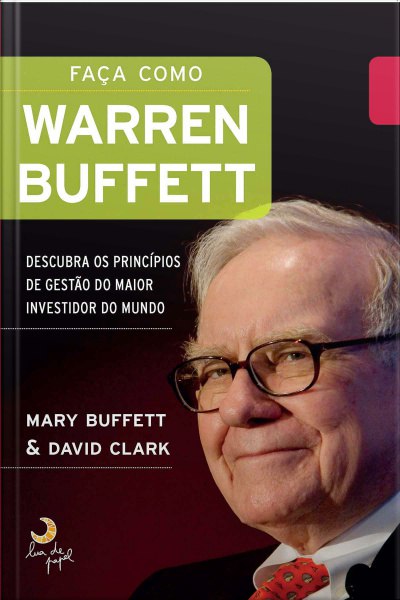 FAÇA COMO
WARREN
BUFFETT
DESCUBRA OS PRINCÍPIOS
DE GESTÃO DO MAIOR
INVESTIDOR DO MUNDO
MARY BUFFETT
& DAVID CLARK
lua de
papel